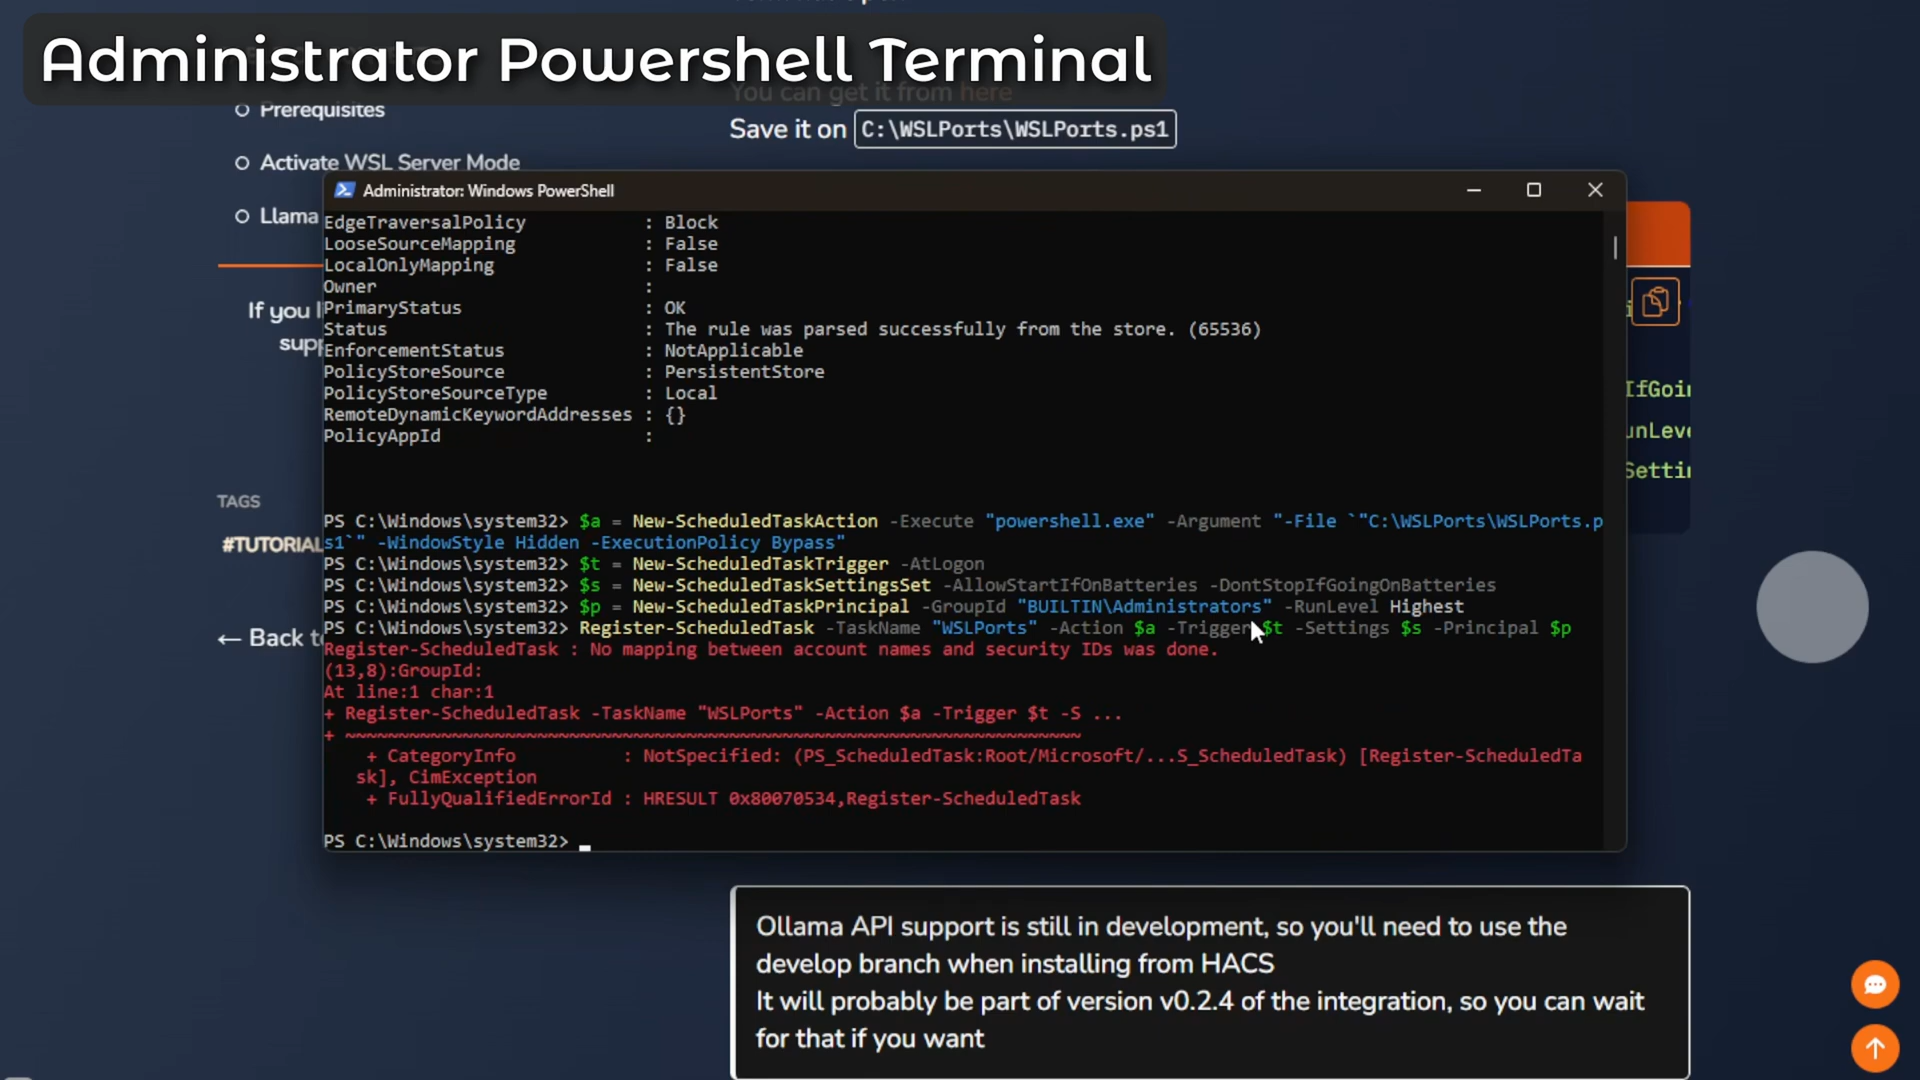 Administrator Powershell Terminal
You can get it from here
Prerequisites
Save it on C:\WSLPorts\WSLPorts.ps1
Activate WSL Server Mode
Administrator: Windows PowerShell
Llama
EdgeTraversalPolicy : Block
LooseSourceMapping : False
LocalOnlyMapping : False
Owner :
If you l
PrimaryStatus : OK
Status : The rule was parsed successfully from the store. (65536)
supp
EnforcementStatus : NotApplicable
PolicyStoreSource : PersistentStore
PolicyStoreSourceType : Local
IfGoin
RemoteDynamicKeywordAddresses : {}
PolicyAppId :
unLeve
Settin
TAGS
#TUTORIAL
PS C:\Windows\system32> $a = New-ScheduledTaskAction -Execute "powershell.exe" -Argument "-File `"C:\WSLPorts\WSLPorts.p
s1`" -WindowStyle Hidden -ExecutionPolicy Bypass"
PS C:\Windows\system32> $t = New-ScheduledTaskTrigger -AtLogon
PS C:\Windows\system32> $s = New-ScheduledTaskSettingsSet -AllowStartIfOnBatteries -DontStopIfGoingOnBatteries
PS C:\Windows\system32> $p = New-ScheduledTaskPrincipal -GroupId "BUILTIN\Administrators" -RunLevel Highest
PS C:\Windows\system32> Register-ScheduledTask -TaskName "WSLPorts" -Action $a -Trigger $t -Settings $s -Principal $p
← Back to
Register-ScheduledTask : No mapping between account names and security IDs was done.
(13,8):GroupId:
At line:1 char:1
+ Register-ScheduledTask -TaskName "WSLPorts" -Action $a -Trigger $t -S ...
+ ~~~~~~~~~~~~~~~~~~~~~~~~~~~~~~~~~~~~~~~~~~~~~~~~~~~~~~~~~~~~~~~~~~~~~
+ CategoryInfo : NotSpecified: (PS_ScheduledTask:Root/Microsoft/...S_ScheduledTask) [Register-ScheduledTa
sk], CimException
+ FullyQualifiedErrorId : HRESULT 0x80070534,Register-ScheduledTask
PS C:\Windows\system32>
Ollama API support is still in development, so you'll need to use the
develop branch when installing from HACS
It will probably be part of version v0.2.4 of the integration, so you can wait
for that if you want